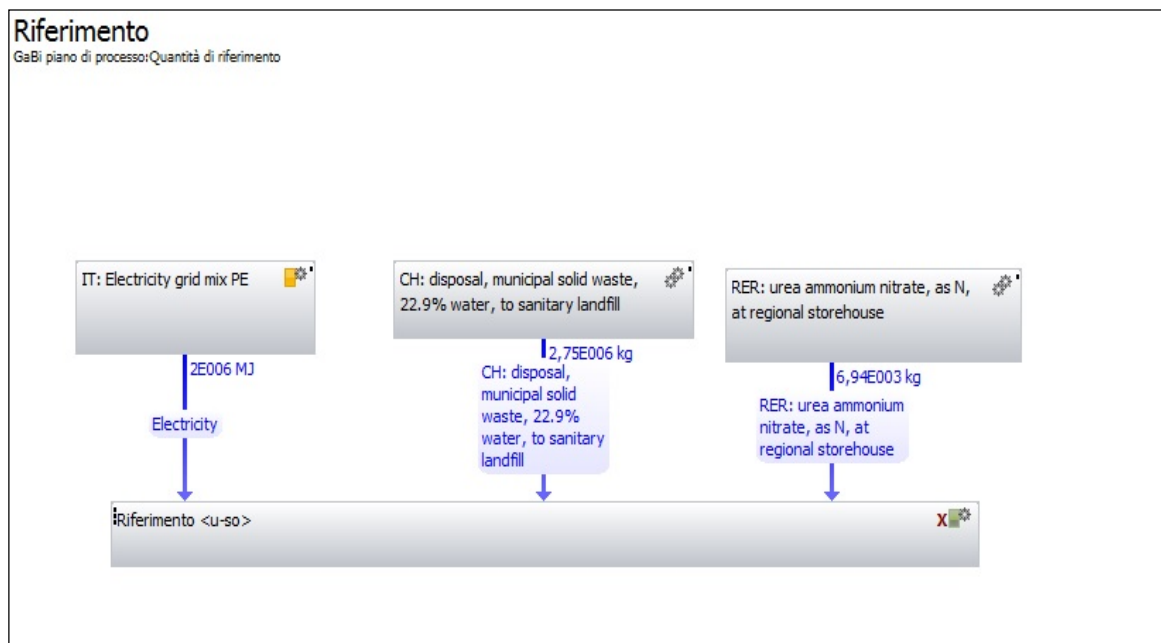 Riferimento
GaBi piano di processo:Quantità di riferimento
IT: Electricity grid mix PE
2E006 MJ
Electricity
CH: disposal, municipal solid waste,
22.9% water, to sanitary landfill
2,75E006 kg
CH: disposal,
municipal solid
waste, 22.9%
water, to sanitary
landfill
RER: urea ammonium nitrate, as N,
at regional storehouse
6,94E003 kg
RER: urea ammonium
nitrate, as N, at
regional storehouse
Riferimento <u-so>
X